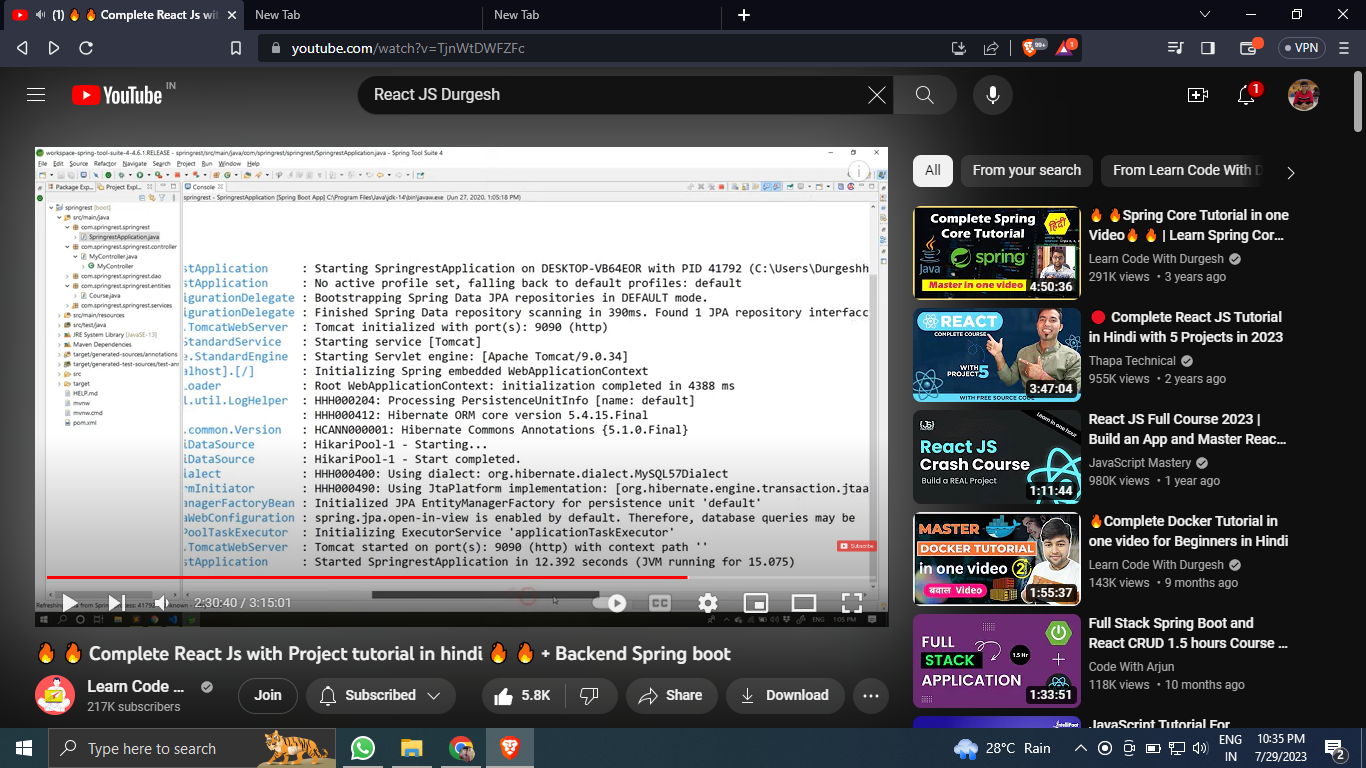 (1) 🔥 🔥 Complete React Js wit
New Tab
New Tab
youtube.com/watch?v=TjnWtDWFZFc
99+
1
VPN
YouTube IN
React JS Durgesh
1
workspace-spring-tool-suite-4-4.6.1.RELEASE - springrest/src/main/java/com/springrest/springrest/SpringrestApplication.java - Spring Tool Suite 4
File Edit Source Refactor Navigate Search Project Run Window Help
Package Exp... Project Expl...
Console
springrest - SpringrestApplication [Spring Boot App] C:\Program Files\Java\jdk-14\bin\javaw.exe (Jun 27, 2020, 1:05:18 PM)
springrest [boot]
src/main/java
com.springrest.springrest
SpringrestApplication.java
com.springrest.springrest.controller
MyController.java
MyController
com.springrest.springrest.dao
com.springrest.springrest.entities
Course.java
com.springrest.springrest.services
src/main/resources
src/test/java
JRE System Library [JavaSE-13]
Maven Dependencies
target/generated-sources/annotations
target/generated-test-sources/test-ann
src
target
HELP.md
mvnw
mvnw.cmd
pom.xml
stApplication : Starting SpringrestApplication on DESKTOP-VB64EOR with PID 41792 (C:\Users\Durgeshh
stApplication : No active profile set, falling back to default profiles: default
igurationDelegate : Bootstrapping Spring Data JPA repositories in DEFAULT mode.
igurationDelegate : Finished Spring Data repository scanning in 390ms. Found 1 JPA repository interfacc
.TomcatWebServer : Tomcat initialized with port(s): 9090 (http)
StandardService : Starting service [Tomcat]
e.StandardEngine : Starting Servlet engine: [Apache Tomcat/9.0.34]
alhost].[/] : Initializing Spring embedded WebApplicationContext
Loader : Root WebApplicationContext: initialization completed in 4388 ms
l.util.LogHelper : HHH000204: Processing PersistenceUnitInfo [name: default]
: HHH000412: Hibernate ORM core version 5.4.15.Final
.common.Version : HCANN000001: Hibernate Commons Annotations {5.1.0.Final}
iDataSource : HikariPool-1 - Starting...
iDataSource : HikariPool-1 - Start completed.
ialect : HHH000400: Using dialect: org.hibernate.dialect.MySQL57Dialect
rmInitiator : HHH000490: Using JtaPlatform implementation: [org.hibernate.engine.transaction.jtaa
anagerFactoryBean : Initialized JPA EntityManagerFactory for persistence unit 'default'
aWebConfiguration : spring.jpa.open-in-view is enabled by default. Therefore, database queries may be
PoolTaskExecutor : Initializing ExecutorService 'applicationTaskExecutor'
.TomcatWebServer : Tomcat started on port(s): 9090 (http) with context path ''
stApplication : Started SpringrestApplication in 12.392 seconds (JVM running for 15.075)
Subscribe
2:30:40 / 3:15:01
CC
ENG 1:05 PM
🔥 🔥 Complete React Js with Project tutorial in hindi 🔥 🔥 + Backend Spring boot
Learn Code ...
217K subscribers
Join
Subscribed
5.8K
Share
Download
All
From your search
From Learn Code With D
Complete Spring
Core Tutorial
हिंदी
Java
spring
Master in one video
4:50:36
🔥 🔥Spring Core Tutorial in one
Video🔥 🔥 | Learn Spring Cor...
Learn Code With Durgesh
291K views • 3 years ago
REACT
COMPLETE COURSE
WITH 5
PROJECT
WITH FREE SOURCE CODE
3:47:04
🔴 Complete React JS Tutorial
in Hindi with 5 Projects in 2023
Thapa Technical
955K views • 2 years ago
Learn in one hour
React JS
Crash Course
Build a REAL Project
1:11:44
React JS Full Course 2023 |
Build an App and Master Reac...
JavaScript Mastery
980K views • 1 year ago
MASTER
DOCKER TUTORIAL
in one video
बवाल Video
1:55:37
🔥Complete Docker Tutorial in
one video for Beginners in Hindi
Learn Code With Durgesh
143K views • 9 months ago
FULL
STACK
APPLICATION
1.5 Hr
1:33:51
Full Stack Spring Boot and
React CRUD 1.5 hours Course ...
Code With Arjun
118K views • 10 months ago
JavaScript Tutorial For
Type here to search
28°C Rain
ENG
IN
10:35 PM
7/29/2023
2